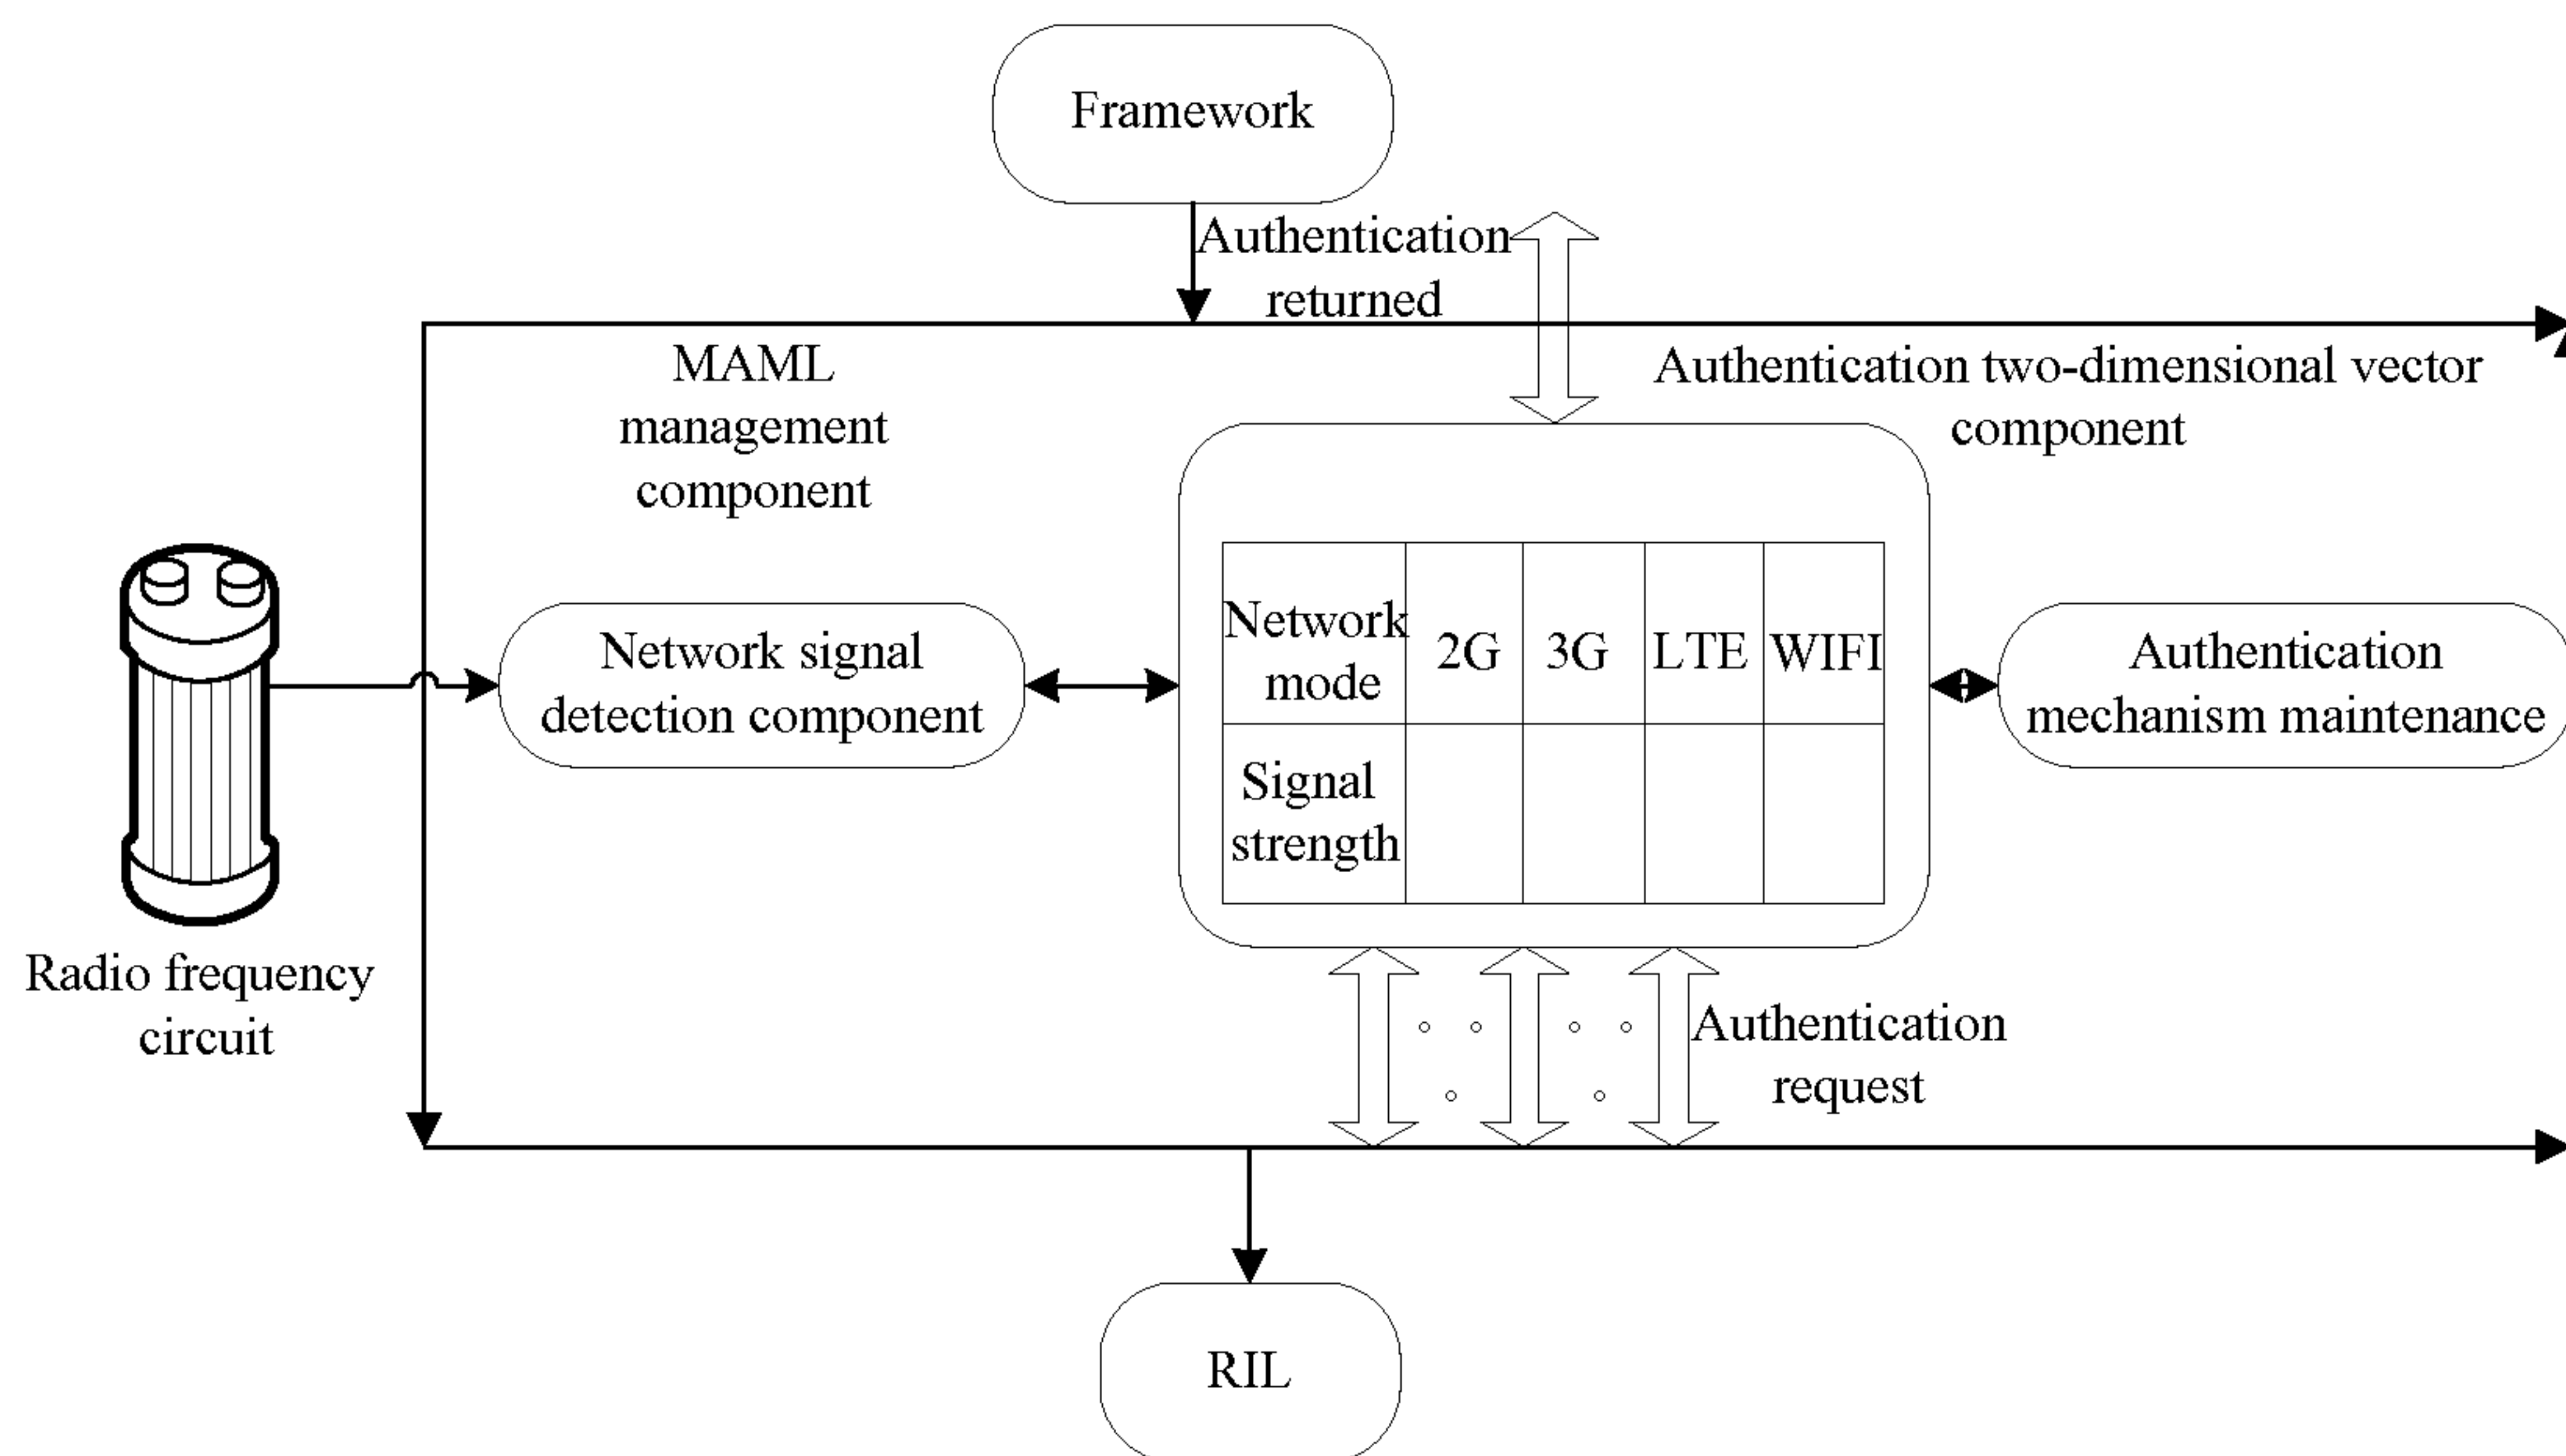 Framework
Authentication
returned
MAML
management
component
Authentication two-dimensional vector
component
Network signal
detection component
Network
mode
2G
3G
LTE
WIFI
Signal
strength
Authentication
mechanism maintenance
Radio frequency
circuit
Authentication
request
RIL